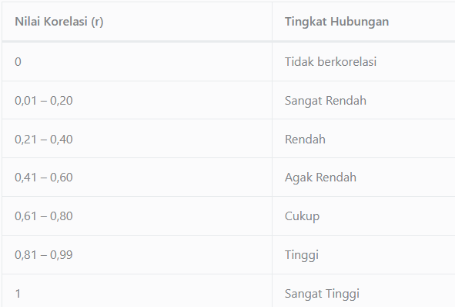 Nilai Korelasi (r) Tingkat Hubungan
0 Tidak berkorelasi
0,01 – 0,20 Sangat Rendah
0,21 – 0,40 Rendah
0,41 – 0,60 Agak Rendah
0,61 – 0,80 Cukup
0,81 – 0,99 Tinggi
1 Sangat Tinggi